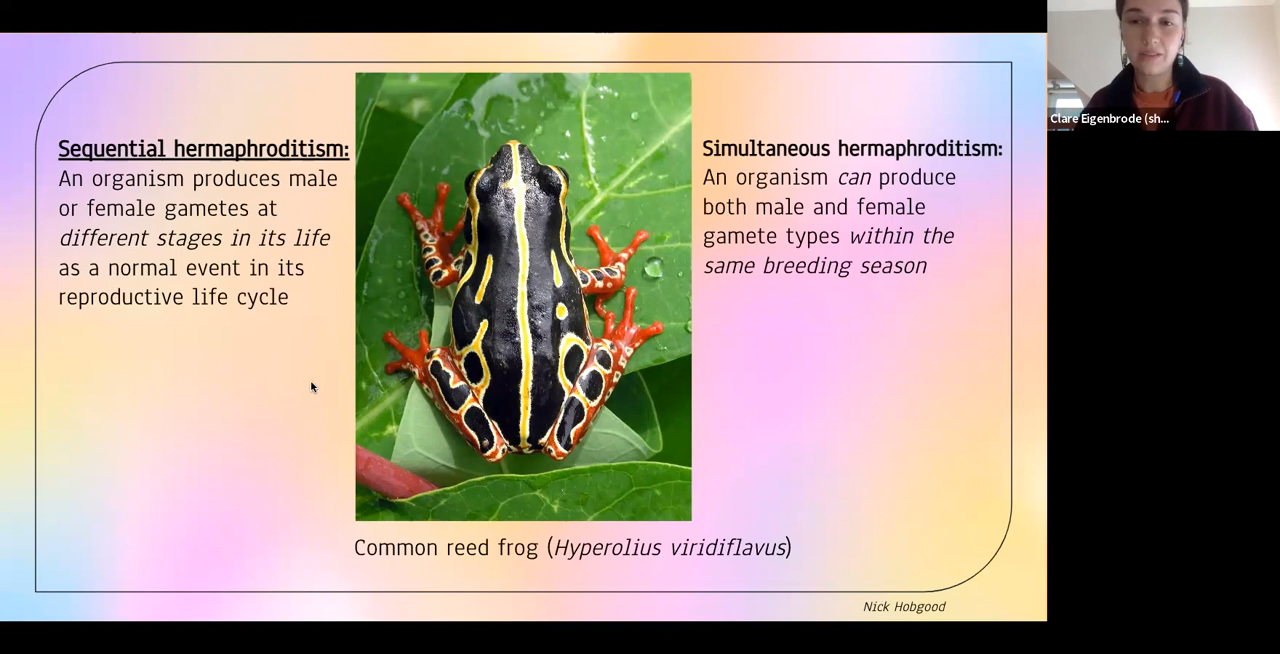 Sequential hermaphroditism:
An organism produces male
or female gametes at
different stages in its life
as a normal event in its
reproductive life cycle
Simultaneous hermaphroditism:
An organism can produce
both male and female
gamete types within the
same breeding season
Common reed frog (Hyperolius viridiflavus)
Nick Hobgood
Clare Eigenbrode (sh...